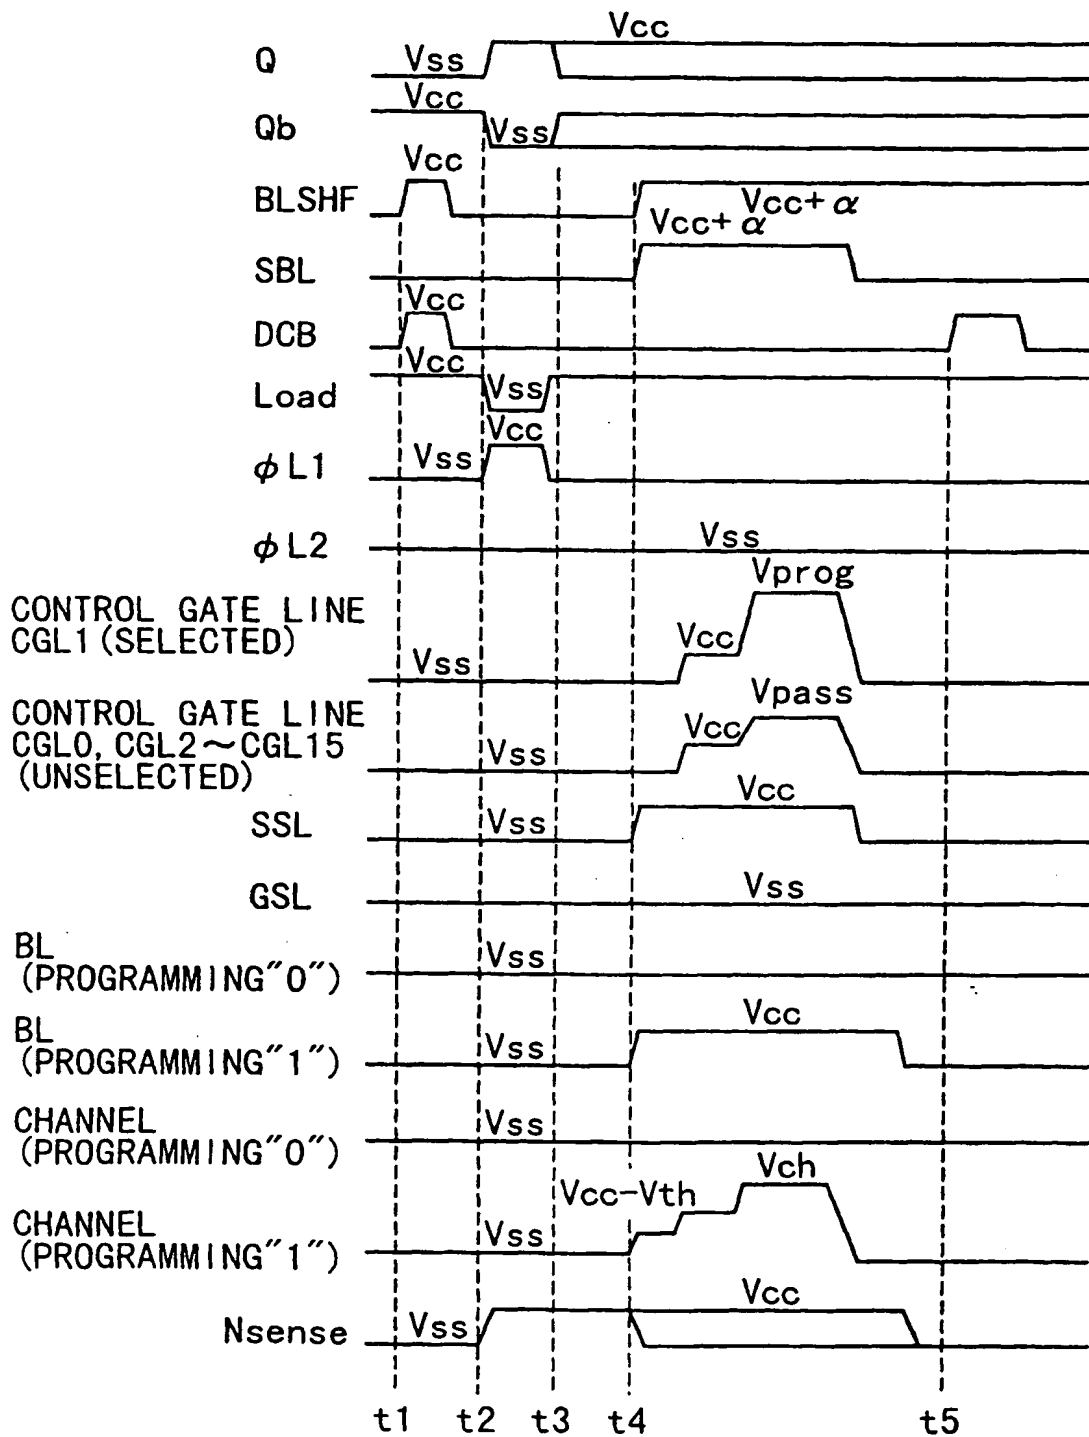 Vcc
Q Vss
Vcc
Qb Vss
Vcc
BLSHF Vcc+α
Vcc+α
SBL
Vcc
DCB
Vcc
Load Vss
Vcc
φL1 Vss
φL2 Vss
Vprog
CONTROL GATE LINE
CGL1(SELECTED) Vcc
Vss
Vpass
CONTROL GATE LINE
CGL0, CGL2~CGL15 Vcc
(UNSELECTED) Vss
Vcc
SSL Vss
GSL Vss
BL
(PROGRAMMING"0") Vss
Vcc
BL
(PROGRAMMING"1") Vss
CHANNEL
(PROGRAMMING"0") Vss
Vch
Vcc-Vth
CHANNEL
(PROGRAMMING"1") Vss
Vcc
Nsense Vss
t1 t2 t3 t4 t5